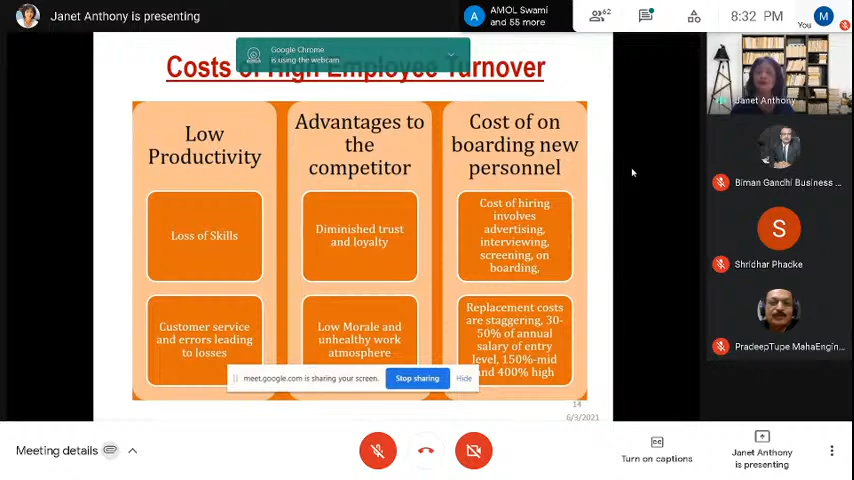 Janet Anthony is presenting
A
AMOL Swami
and 55 more
62
8:32 PM
M
You
Costs of High Employee Turnover
Google Chrome
is using the webcam
Low
Productivity
Loss of Skills
Customer service
and errors leading
to losses
Advantages to
the
competitor
Diminished trust
and loyalty
Low Morale and
unhealthy work
atmosphere
Cost of on
boarding new
personnel
Cost of hiring
involves
advertising,
interviewing,
screening, on
boarding,
Replacement costs
are staggering, 30-
50% of annual
salary of entry
level, 150%-mid
and 400% high
meet.google.com is sharing your screen.
Stop sharing
Hide
14
6/3/2021
Janet Anthony
Biman Gandhi Business ...
S
Shridhar Phadke
PradeepTupe MahaEngin...
Meeting details
Turn on captions
Janet Anthony
is presenting